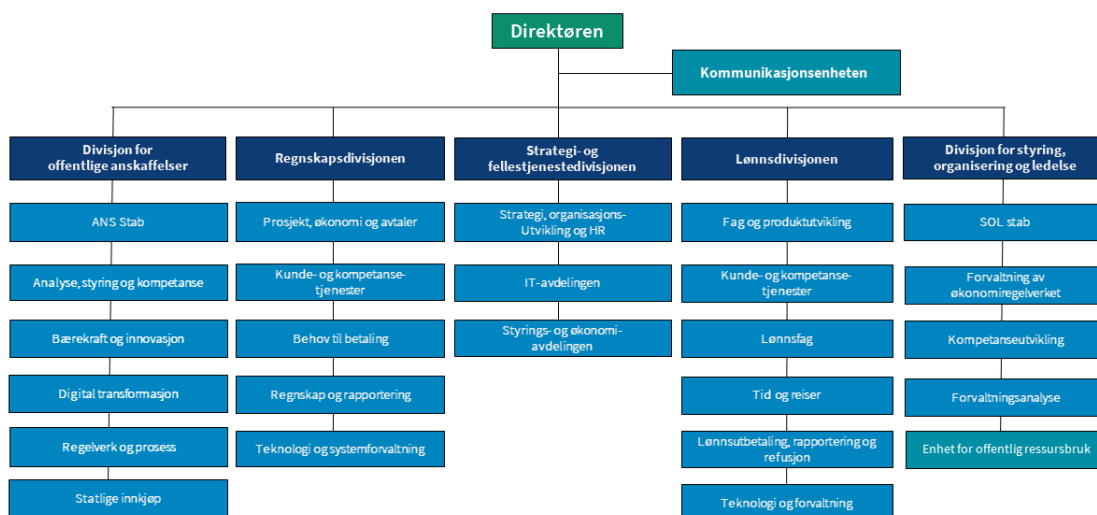 Direktøren
Kommunikasjonsenheten
Divisjon for
offentlige anskaffelser
ANS Stab
Analyse, styring og kompetanse
Bærekraft og innovasjon
Digital transformasjon
Regelverk og prosess
Statlige innkjøp
Regnskapsdivisjonen
Prosjekt, økonomi og avtaler
Kunde- og kompetanse-
tjenester
Behov til betaling
Regnskap og rapportering
Teknologi og systemforvaltning
Strategi- og
fellestjenestedivisjonen
Strategi, organisasjons-
Utvikling og HR
IT-avdelingen
Styrings- og økonomi-
avdelingen
Lønnsdivisjonen
Fag og produktutvikling
Kunde- og kompetanse-
tjenester
Lønnsfag
Tid og reiser
Lønnsutbetaling, rapportering og
refusjon
Teknologi og forvaltning
Divisjon for styring,
organisering og ledelse
SOL stab
Forvaltning av
økonomiregelverket
Kompetanseutvikling
Forvaltningsanalyse
Enhet for offentlig ressursbruk